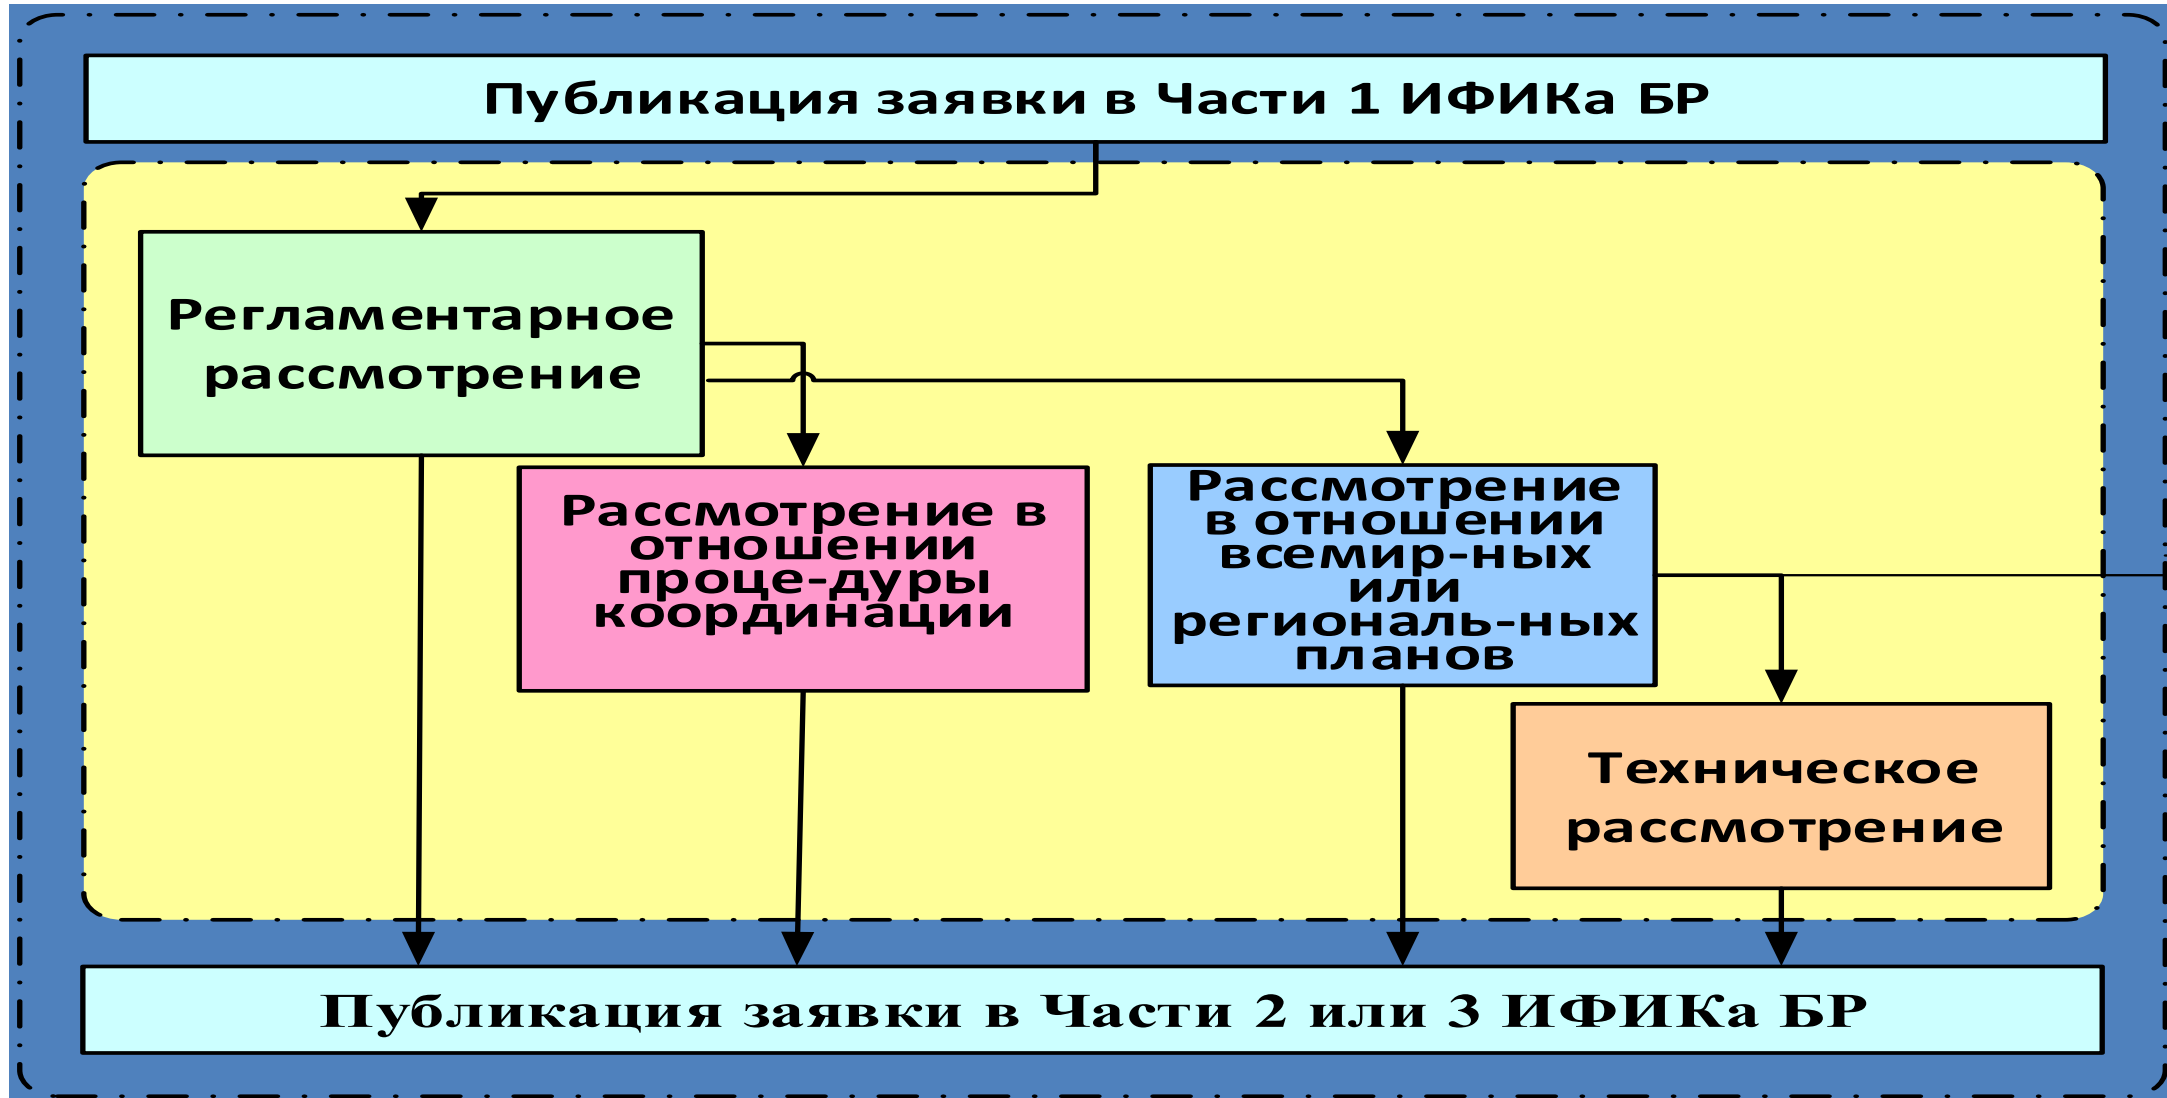 Публикация заявки в Части 1 ИФИКа БР
Регламентарное
рассмотрение
Рассмотрение в
отношении
проце-дуры
координации
Рассмотрение
в отношении
всемир-ных
или
региональ-ных
планов
Техническое
рассмотрение
Публикация заявки в Части 2 или 3 ИФИКа БР